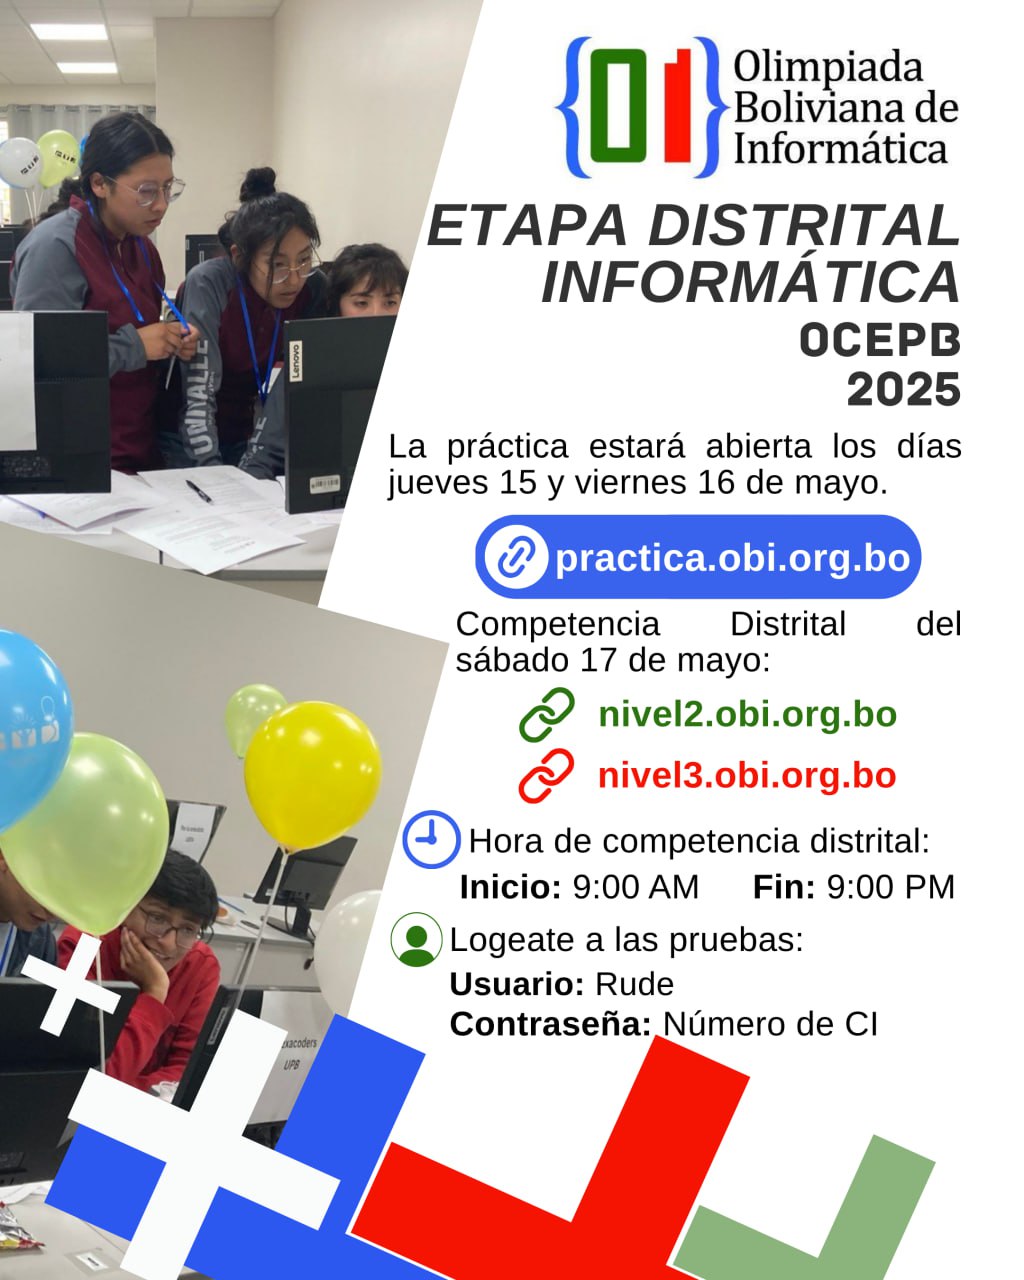 Olimpiada
Boliviana de
Informática
ETAPA DISTRITAL
INFORMÁTICA
OCEPB
2025
La práctica estará abierta los días
jueves 15 y viernes 16 de mayo.
practica.obi.org.bo
Competencia Distrital del
sábado 17 de mayo:
nivel2.obi.org.bo
nivel3.obi.org.bo
Hora de competencia distrital:
Inicio: 9:00 AM Fin: 9:00 PM
Logeate a las pruebas:
Usuario: Rude
Contraseña: Número de CI
Lenovo
UNIVALLE
UPB